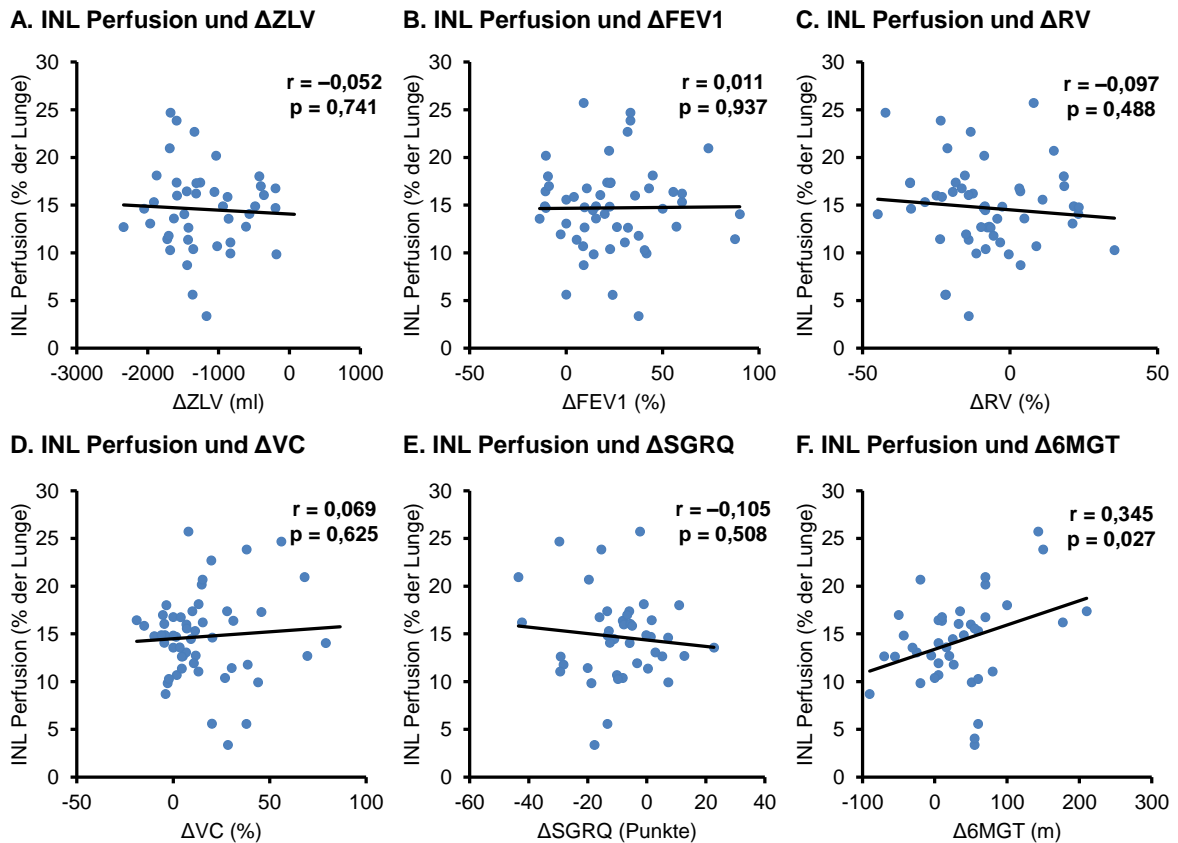 A. INL Perfusion und ΔZLV
r = –0,052
p = 0,741
INL Perfusion (% der Lunge)
30
25
20
15
10
5
0
-3000
-2000
-1000
0
1000
ΔZLV (ml)
B. INL Perfusion und ΔFEV1
r = 0,011
p = 0,937
INL Perfusion (% der Lunge)
30
25
20
15
10
5
0
-50
0
50
100
ΔFEV1 (%)
C. INL Perfusion und ΔRV
r = –0,097
p = 0,488
INL Perfusion (% der Lunge)
30
25
20
15
10
5
0
-50
0
50
ΔRV (%)
D. INL Perfusion und ΔVC
r = 0,069
p = 0,625
INL Perfusion (% der Lunge)
30
25
20
15
10
5
0
-50
0
50
100
ΔVC (%)
E. INL Perfusion und ΔSGRQ
r = –0,105
p = 0,508
INL Perfusion (% der Lunge)
30
25
20
15
10
5
0
-60
-40
-20
0
20
40
ΔSGRQ (Punkte)
F. INL Perfusion und Δ6MGT
r = 0,345
p = 0,027
INL Perfusion (% der Lunge)
30
25
20
15
10
5
0
-100
0
100
200
300
Δ6MGT (m)